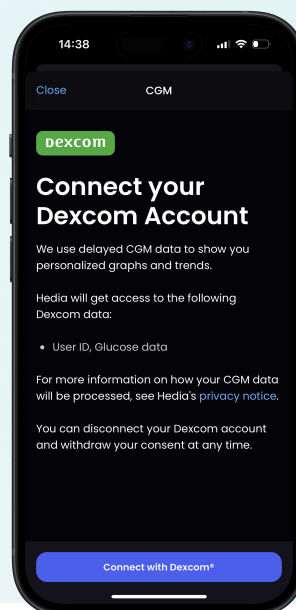 14:38
Close
CGM
Dexcom
Connect your
Dexcom Account
We use delayed CGM data to show you
personalized graphs and trends.
Hedia will get access to the following
Dexcom data:
• User ID, Glucose data
For more information on how your CGM data
will be processed, see Hedia's privacy notice.
You can disconnect your Dexcom account
and withdraw your consent at any time.
Connect with Dexcom®